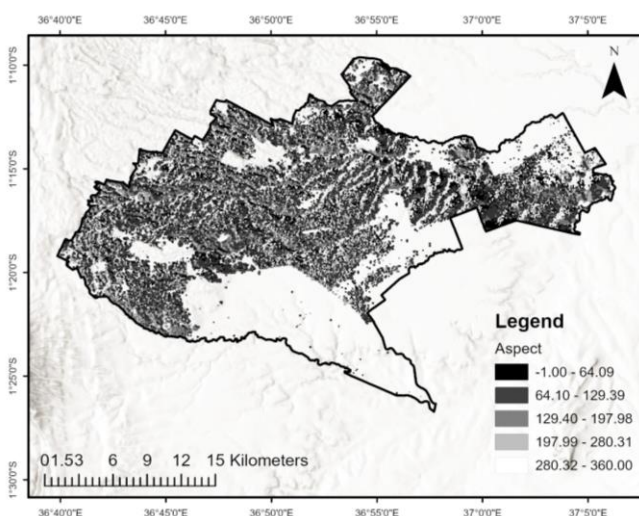 36°40'0"E 36°45'0"E 36°50'0"E 36°55'0"E 37°0'0"E 37°5'0"E
N
1°10'0"S
1°15'0"S
1°20'0"S
1°25'0"S
1°30'0"S
Legend
Aspect
-1.00 - 64.09
64.10 - 129.39
129.40 - 197.98
197.99 - 280.31
280.32 - 360.00
01.53 6 9 12 15 Kilometers
36°40'0"E 36°45'0"E 36°50'0"E 36°55'0"E 37°0'0"E 37°5'0"E